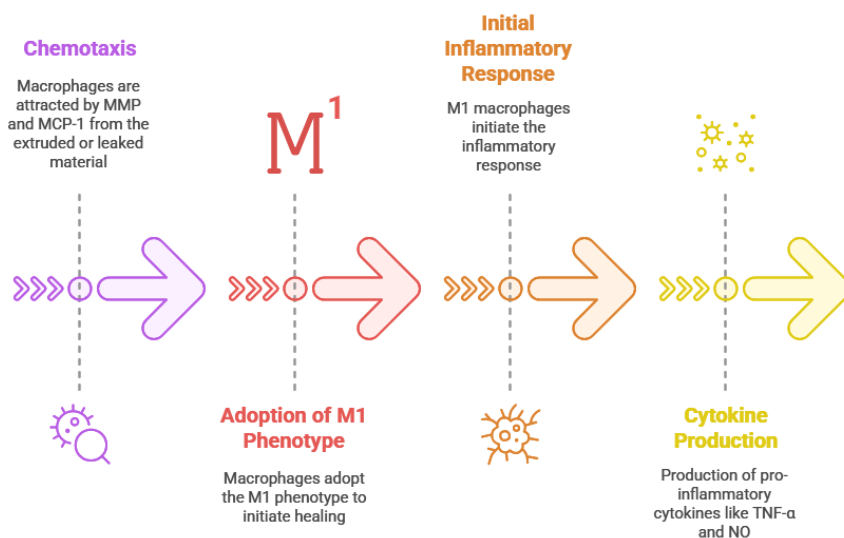 Chemotaxis
Macrophages are
attracted by MMP
and MCP-1 from the
extruded or leaked
material
M1
Adoption of M1
Phenotype
Macrophages adopt
the M1 phenotype to
initiate healing
Initial
Inflammatory
Response
M1 macrophages
initiate the
inflammatory
response
Cytokine
Production
Production of pro-
inflammatory
cytokines like TNF-α
and NO